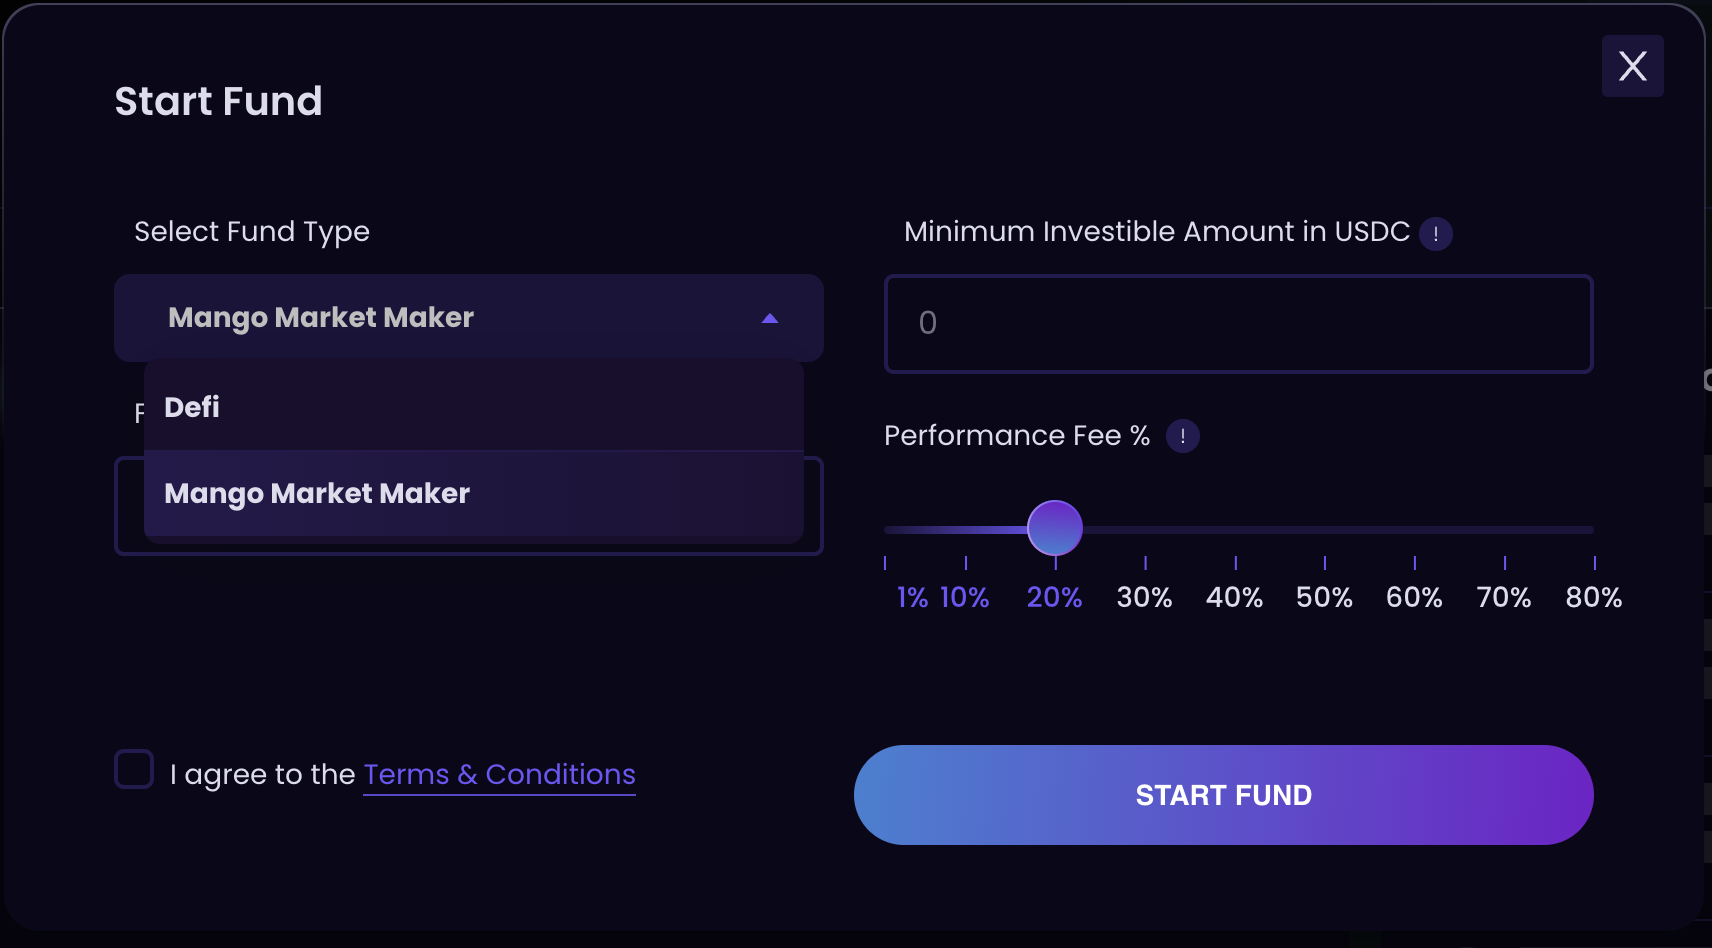 X
Start Fund
Select Fund Type
Mango Market Maker
Defi
Mango Market Maker
Minimum Investible Amount in USDC !
0
Performance Fee % !
1% 10% 20% 30% 40% 50% 60% 70% 80%
I agree to the Terms & Conditions
START FUND